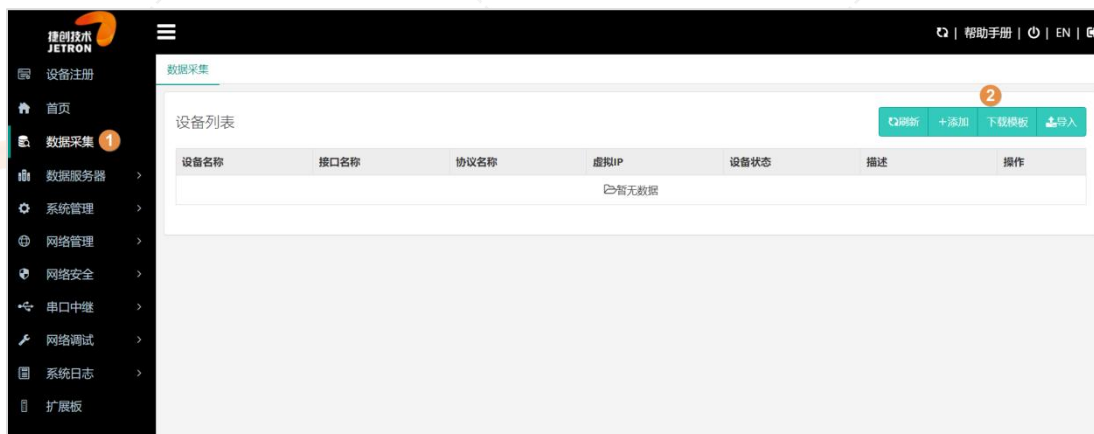 捷创技术
JETRON
帮助手册 | EN |
设备注册
首页
数据采集 1
数据服务器
系统管理
网络管理
网络安全
串口中继
网络调试
系统日志
扩展板
数据采集
2
设备列表
刷新 +添加 下载模板 导入
设备名称 接口名称 协议名称 虚拟IP 设备状态 描述 操作
暂无数据